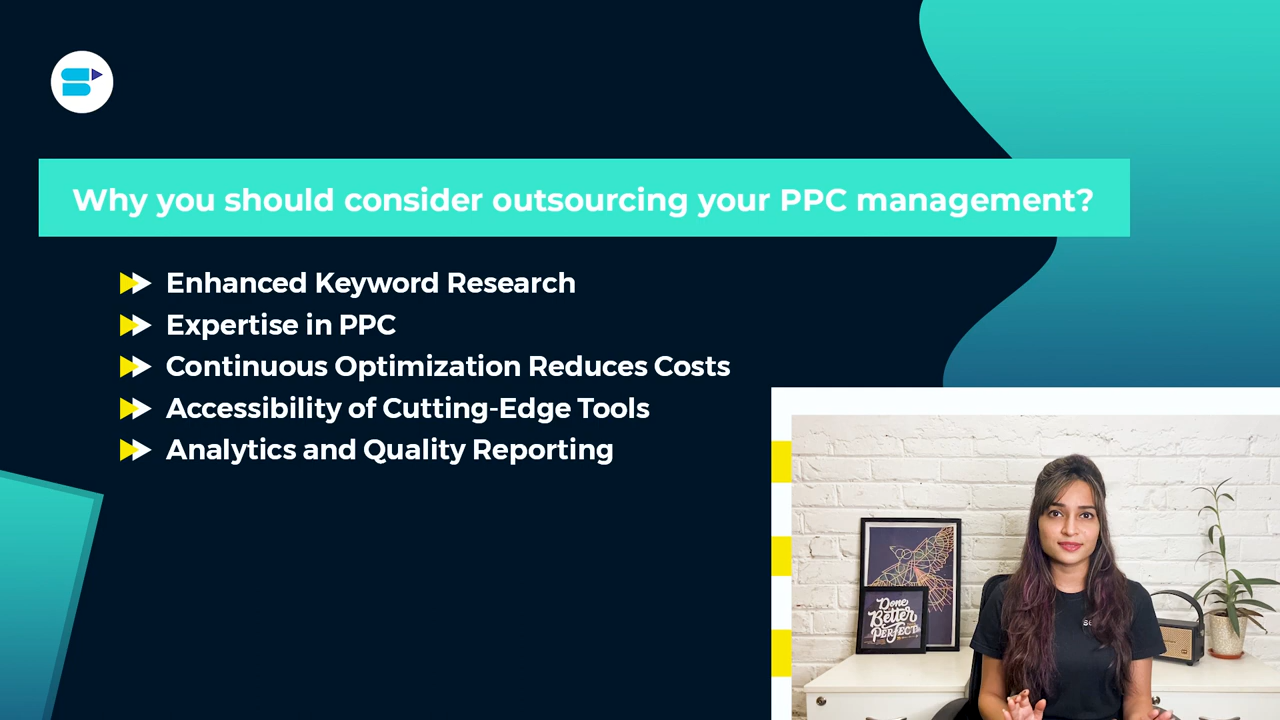 Why you should consider outsourcing your PPC management?
Enhanced Keyword Research
Expertise in PPC
Continuous Optimization Reduces Costs
Accessibility of Cutting-Edge Tools
Analytics and Quality Reporting
Done
Better
PERFECT